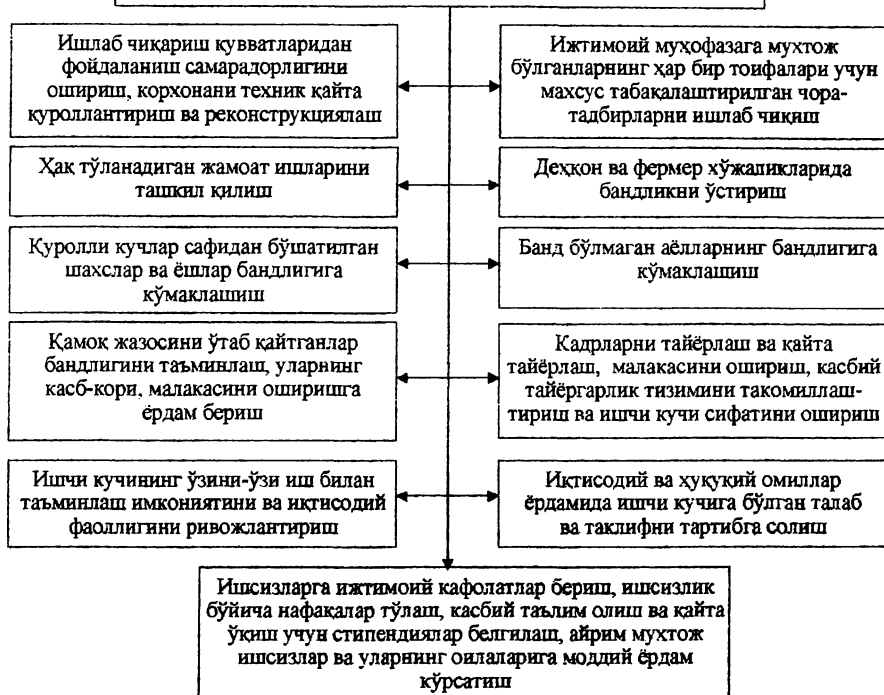 Ишлаб чиқариш қувватларидан
фойдаланиш самарадорлигини
ошириш, корхонани техник қайта
қуроллантириш ва реконструкциялаш
Ижтимоий муҳофазага мухтож
бўлганларнинг ҳар бир тоифалари учун
махсус табақалаштирилган чора-
тадбирларни ишлаб чиқиш
Ҳақ тўланадиган жамоат ишларини
ташкил қилиш
Деҳқон ва фермер хўжаликларида
бандликни ўстириш
Қуролли кучлар сафидан бўшатилган
шахслар ва ёшлар бандлигига
кўмаклашиш
Банд бўлмаган аёлларнинг бандлигига
кўмаклашиш
Қамоқ жазосини ўтаб қайтганлар
бандлигини таъминлаш, уларнинг
касб-кори, малакасини оширишга
ёрдам бериш
Кадрларни тайёрлаш ва қайта
тайёрлаш, малакасини ошириш, касбий
тайёргарлик тизимини такомиллаш-
тириш ва ишчи кучи сифатини ошириш
Ишчи кучининг ўзини-ўзи иш билан
таъминлаш имкониятини ва иқтисодий
фаоллигини ривожлантириш
Иқтисодий ва ҳуқуқий омиллар
ёрдамида ишчи кучига бўлган талаб
ва таклифни тартибга солиш
Ишсизларга ижтимоий кафолатлар бериш, ишсизлик
бўйича нафақалар тўлаш, касбий таълим олиш ва қайта
ўқиш учун стипендиялар белгилаш, айрим мухтож
ишсизлар ва уларнинг оилаларига моддий ёрдам
кўрсатиш